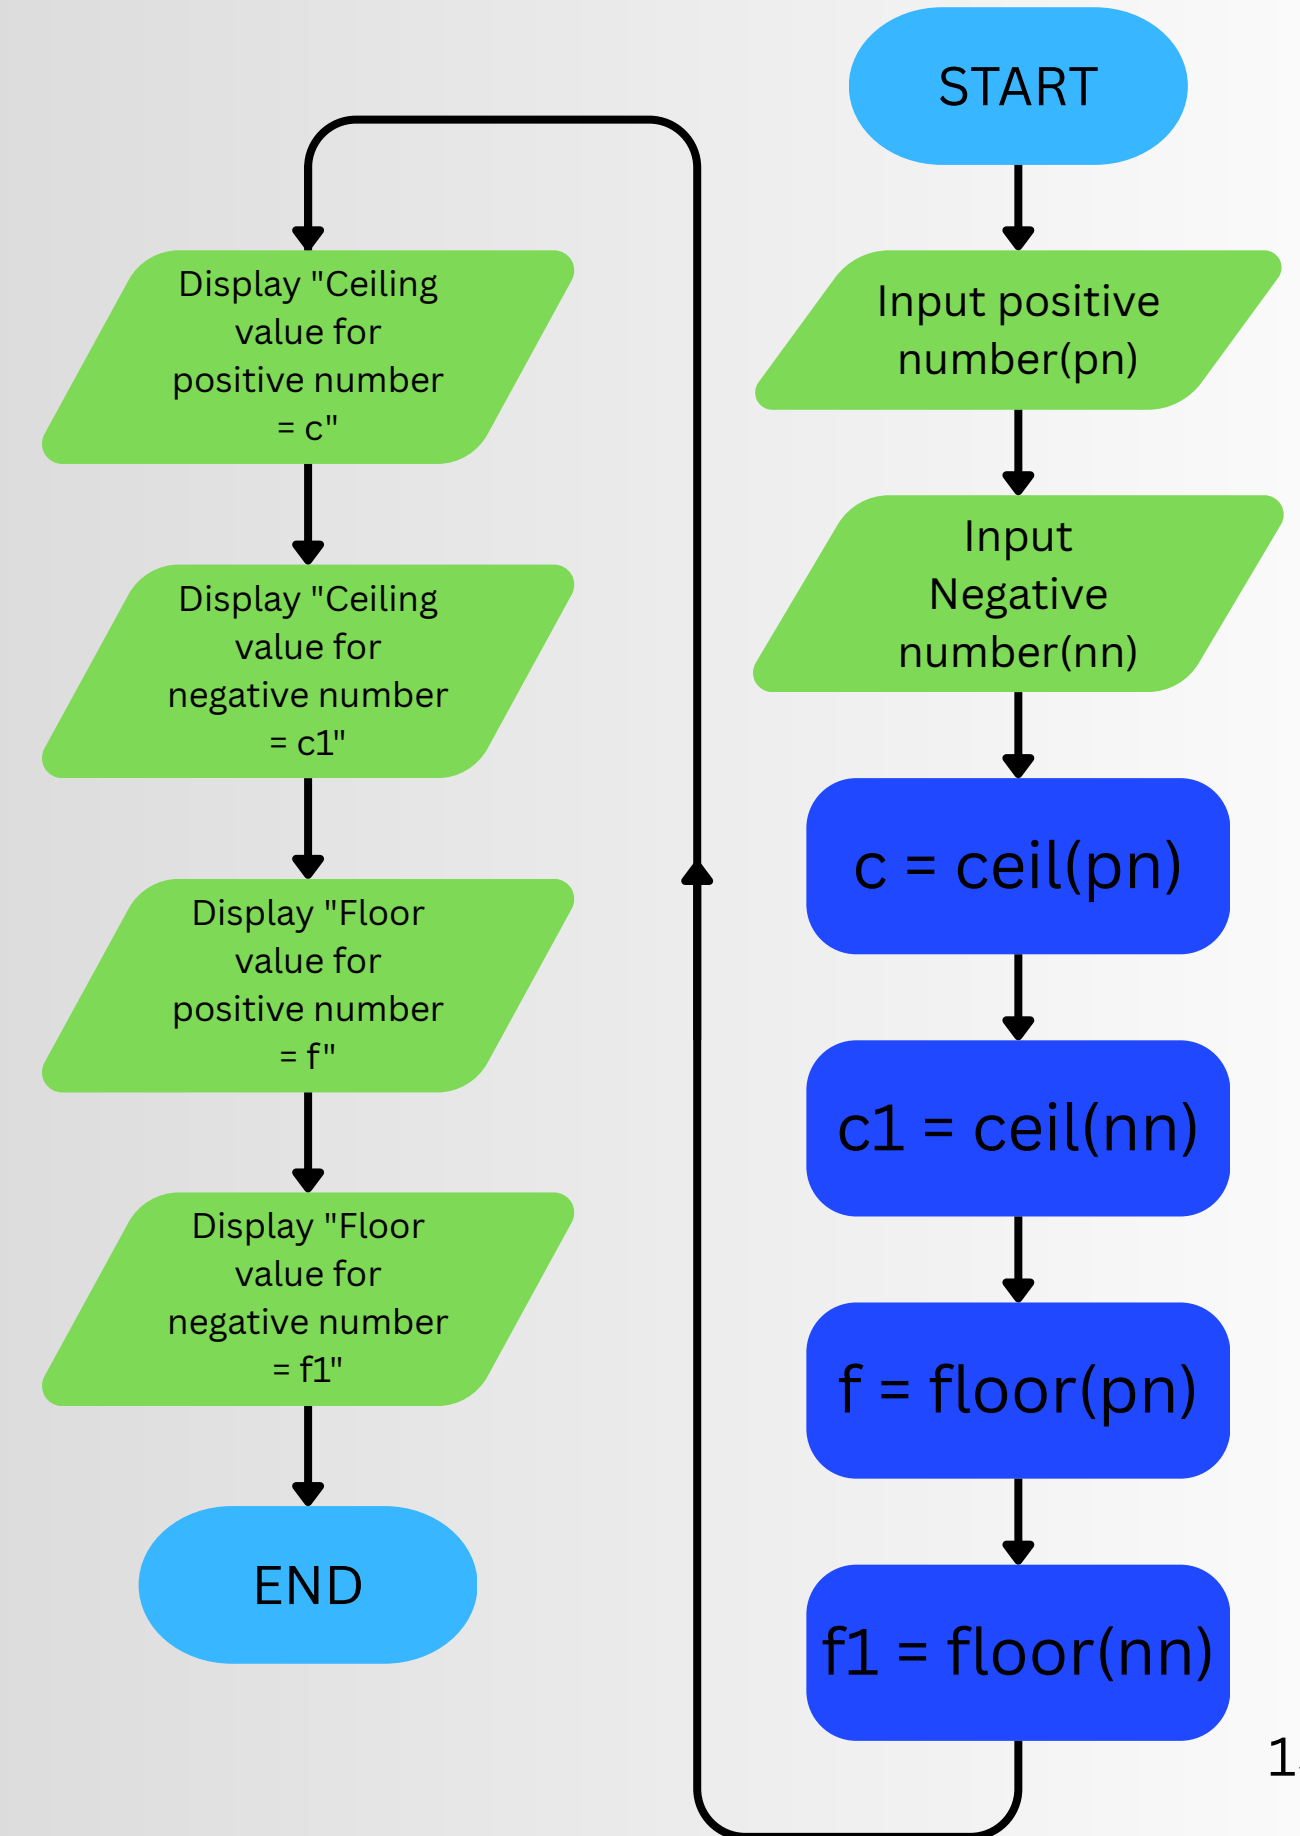 START
Input positive
number(pn)
Input
Negative
number(nn)
c = ceil(pn)
c1 = ceil(nn)
f = floor(pn)
f1 = floor(nn)
Display "Ceiling
value for
positive number
= c"
Display "Ceiling
value for
negative number
= c1"
Display "Floor
value for
positive number
= f"
Display "Floor
value for
negative number
= f1"
END